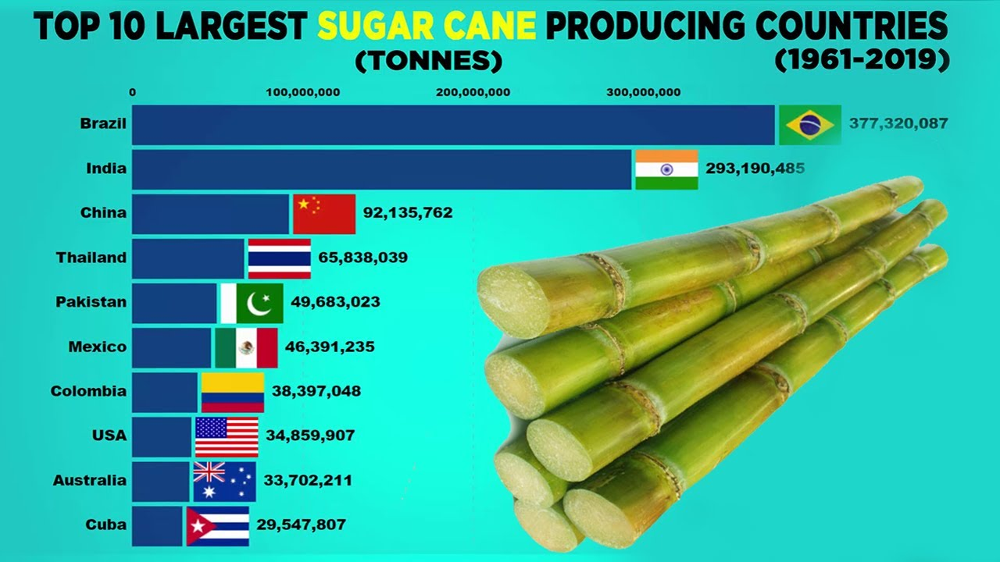 TOP 10 LARGEST SUGAR CANE PRODUCING COUNTRIES
(TONNES) (1961-2019)
0 100,000,000 200,000,000 300,000,000
Brazil 377,320,087
India 293,190,485
China 92,135,762
Thailand 65,838,039
Pakistan 49,683,023
Mexico 46,391,235
Colombia 38,397,048
USA 34,859,907
Australia 33,702,211
Cuba 29,547,807